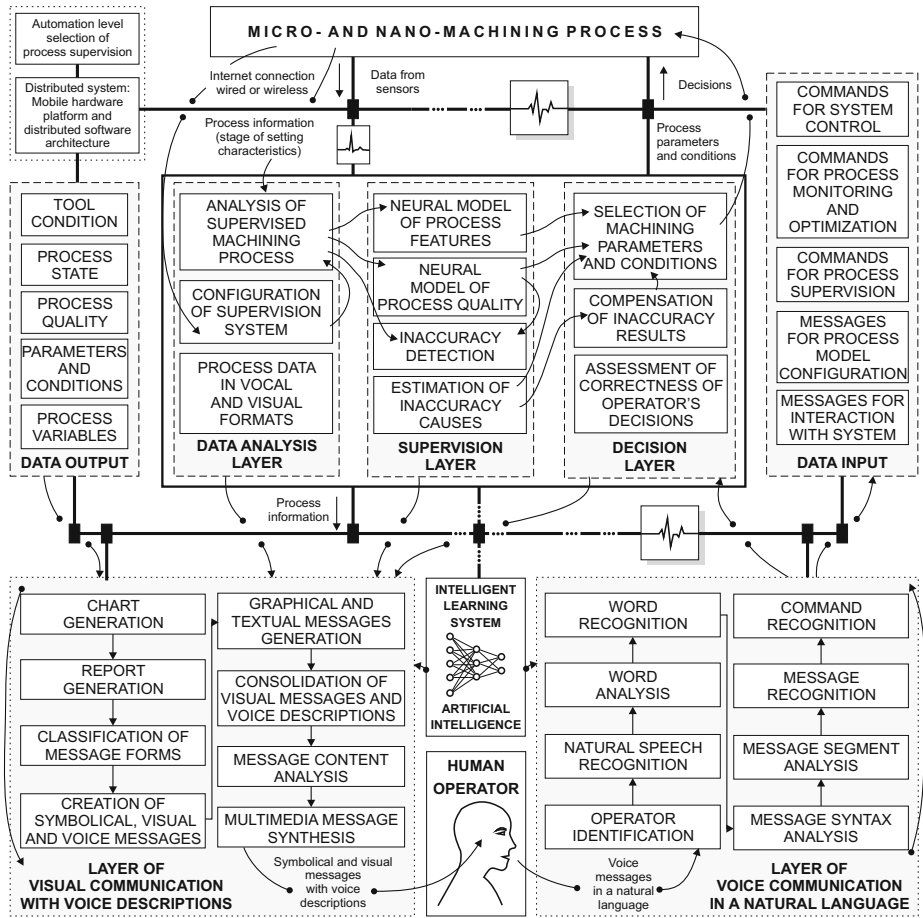 Automation level
selection of
process supervision
Distributed system:
Mobile hardware
platform and
distributed software
architecture
MICRO- AND NANO-MACHINING PROCESS
Internet connection
wired or wireless
Data from
sensors
Decisions
Process information
(stage of setting
characteristics)
Process
parameters
and conditions
TOOL
CONDITION
PROCESS
STATE
PROCESS
QUALITY
PARAMETERS
AND
CONDITIONS
PROCESS
VARIABLES
DATA OUTPUT
ANALYSIS OF
SUPERVISED
MACHINING
PROCESS
CONFIGURATION
OF SUPERVISION
SYSTEM
PROCESS DATA
IN VOCAL
AND VISUAL
FORMATS
DATA ANALYSIS
LAYER
NEURAL MODEL
OF PROCESS
FEATURES
NEURAL
MODEL OF
PROCESS QUALITY
INACCURACY
DETECTION
ESTIMATION OF
INACCURACY
CAUSES
SUPERVISION
LAYER
SELECTION OF
MACHINING
PARAMETERS
AND CONDITIONS
COMPENSATION
OF INACCURACY
RESULTS
ASSESSMENT OF
CORRECTNESS OF
OPERATOR'S
DECISIONS
DECISION
LAYER
COMMANDS
FOR SYSTEM
CONTROL
COMMANDS
FOR PROCESS
MONITORING
AND
OPTIMIZATION
COMMANDS
FOR PROCESS
SUPERVISION
MESSAGES
FOR PROCESS
MODEL
CONFIGURATION
MESSAGES FOR
INTERACTION
WITH SYSTEM
DATA INPUT
Process
information
CHART
GENERATION
REPORT
GENERATION
CLASSIFICATION OF
MESSAGE FORMS
CREATION OF
SYMBOLICAL, VISUAL
AND VOICE MESSAGES
GRAPHICAL AND
TEXTUAL MESSAGES
GENERATION
CONSOLIDATION OF
VISUAL MESSAGES AND
VOICE DESCRIPTIONS
MESSAGE CONTENT
ANALYSIS
MULTIMEDIA MESSAGE
SYNTHESIS
LAYER OF
VISUAL COMMUNICATION
WITH VOICE DESCRIPTIONS
Symbolical and visual
messages
with voice
descriptions
INTELLIGENT
LEARNING
SYSTEM
ARTIFICIAL
INTELLIGENCE
HUMAN
OPERATOR
WORD
RECOGNITION
WORD
ANALYSIS
NATURAL SPEECH
RECOGNITION
OPERATOR
IDENTIFICATION
COMMAND
RECOGNITION
MESSAGE
RECOGNITION
MESSAGE SEGMENT
ANALYSIS
MESSAGE SYNTAX
ANALYSIS
Voice
messages
in a natural
language
LAYER OF
VOICE COMMUNICATION
IN A NATURAL LANGUAGE